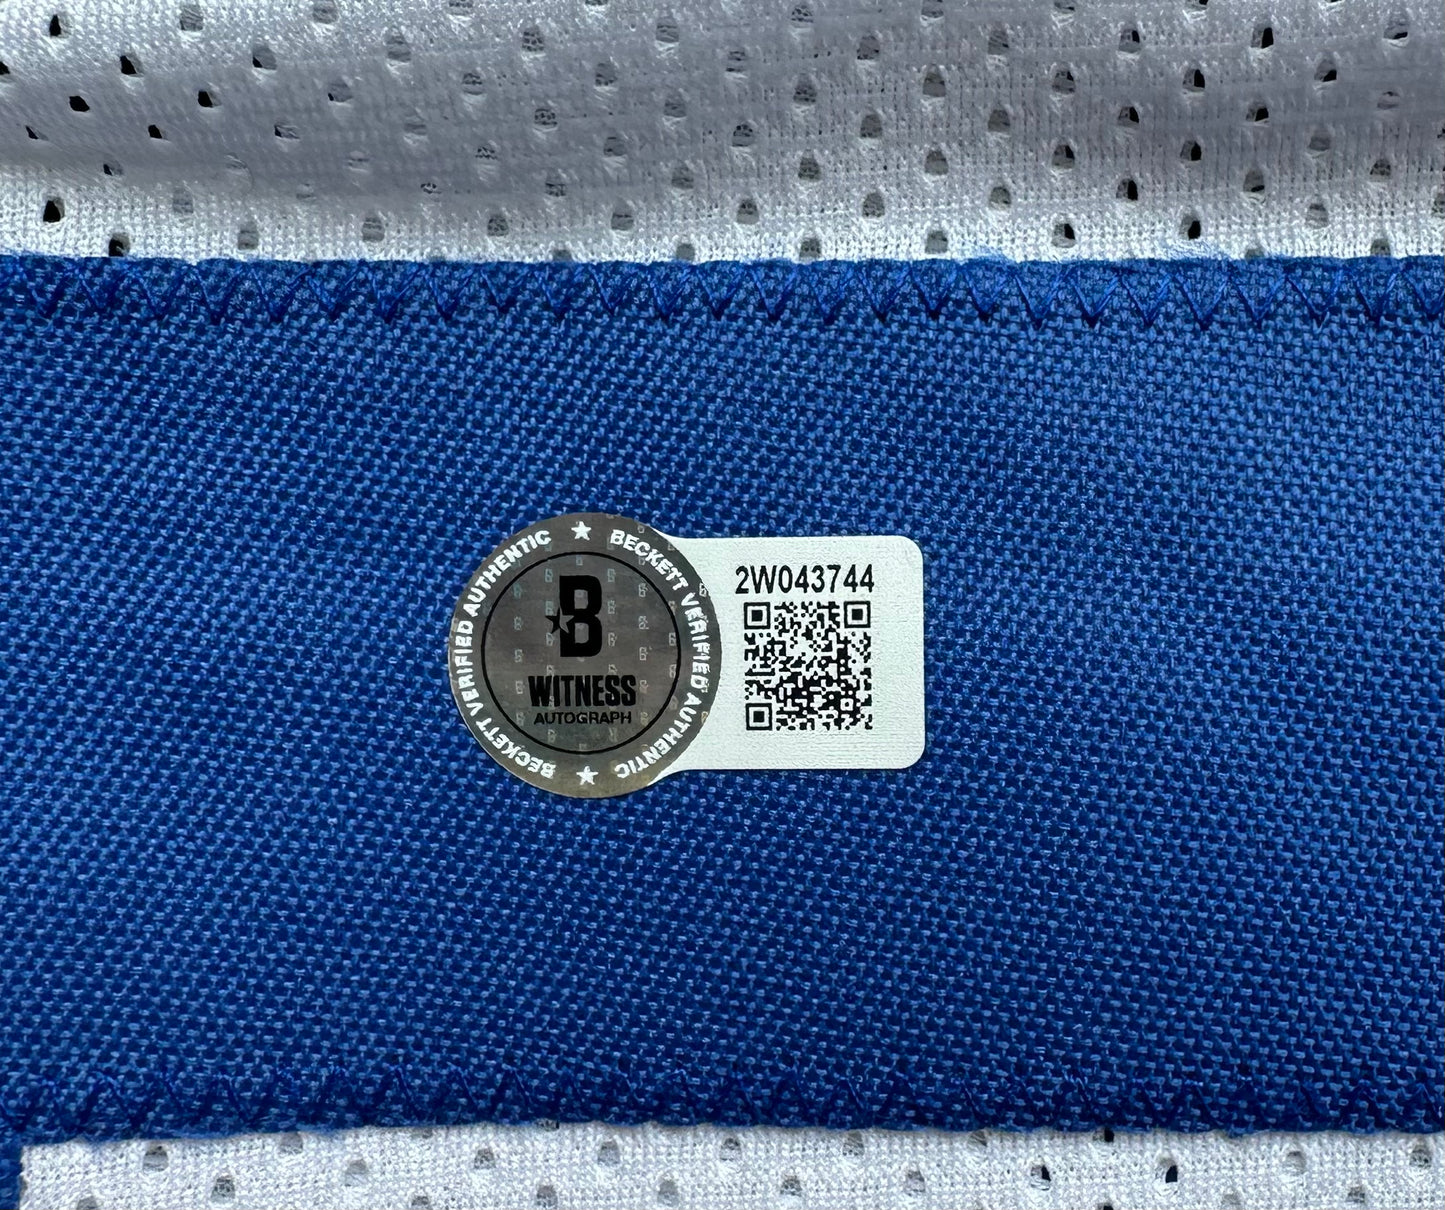 BECKETT VERIFIED AUTHENTIC
BECKETT VERIFIED AUTHENTIC
B
WITNESS
AUTOGRAPH
2W043744